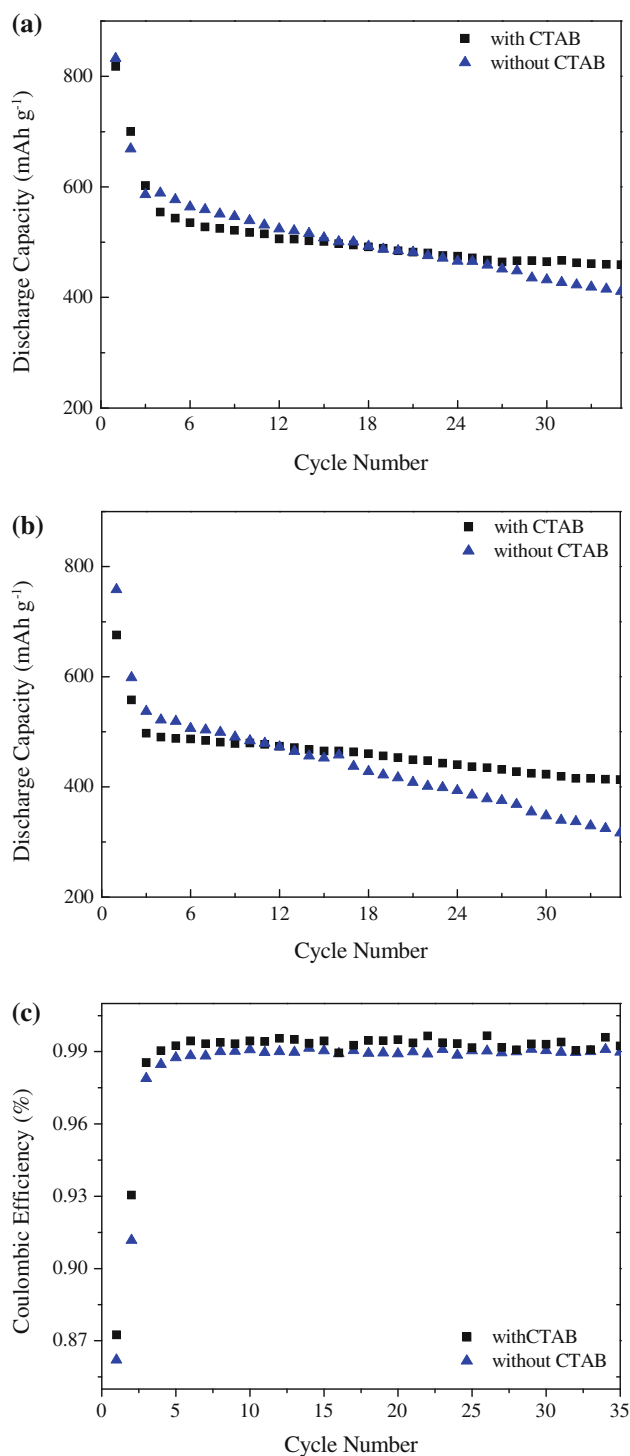 (a)
with CTAB
without CTAB
800
600
400
200
Discharge Capacity (mAh g⁻¹)
0 6 12 18 24 30
Cycle Number
(b)
with CTAB
without CTAB
800
600
400
200
Discharge Capacity (mAh g⁻¹)
0 6 12 18 24 30
Cycle Number
(c)
0.99
0.96
0.93
0.90
0.87
Coulombic Efficiency (%)
withCTAB
without CTAB
0 5 10 15 20 25 30 35
Cycle Number